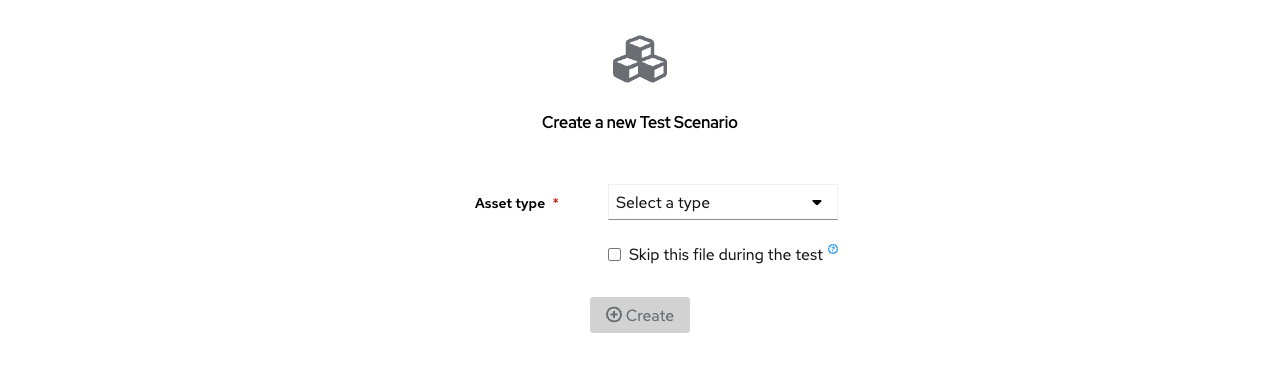 Create a new Test Scenario
Asset type *
Select a type
Skip this file during the test
Create